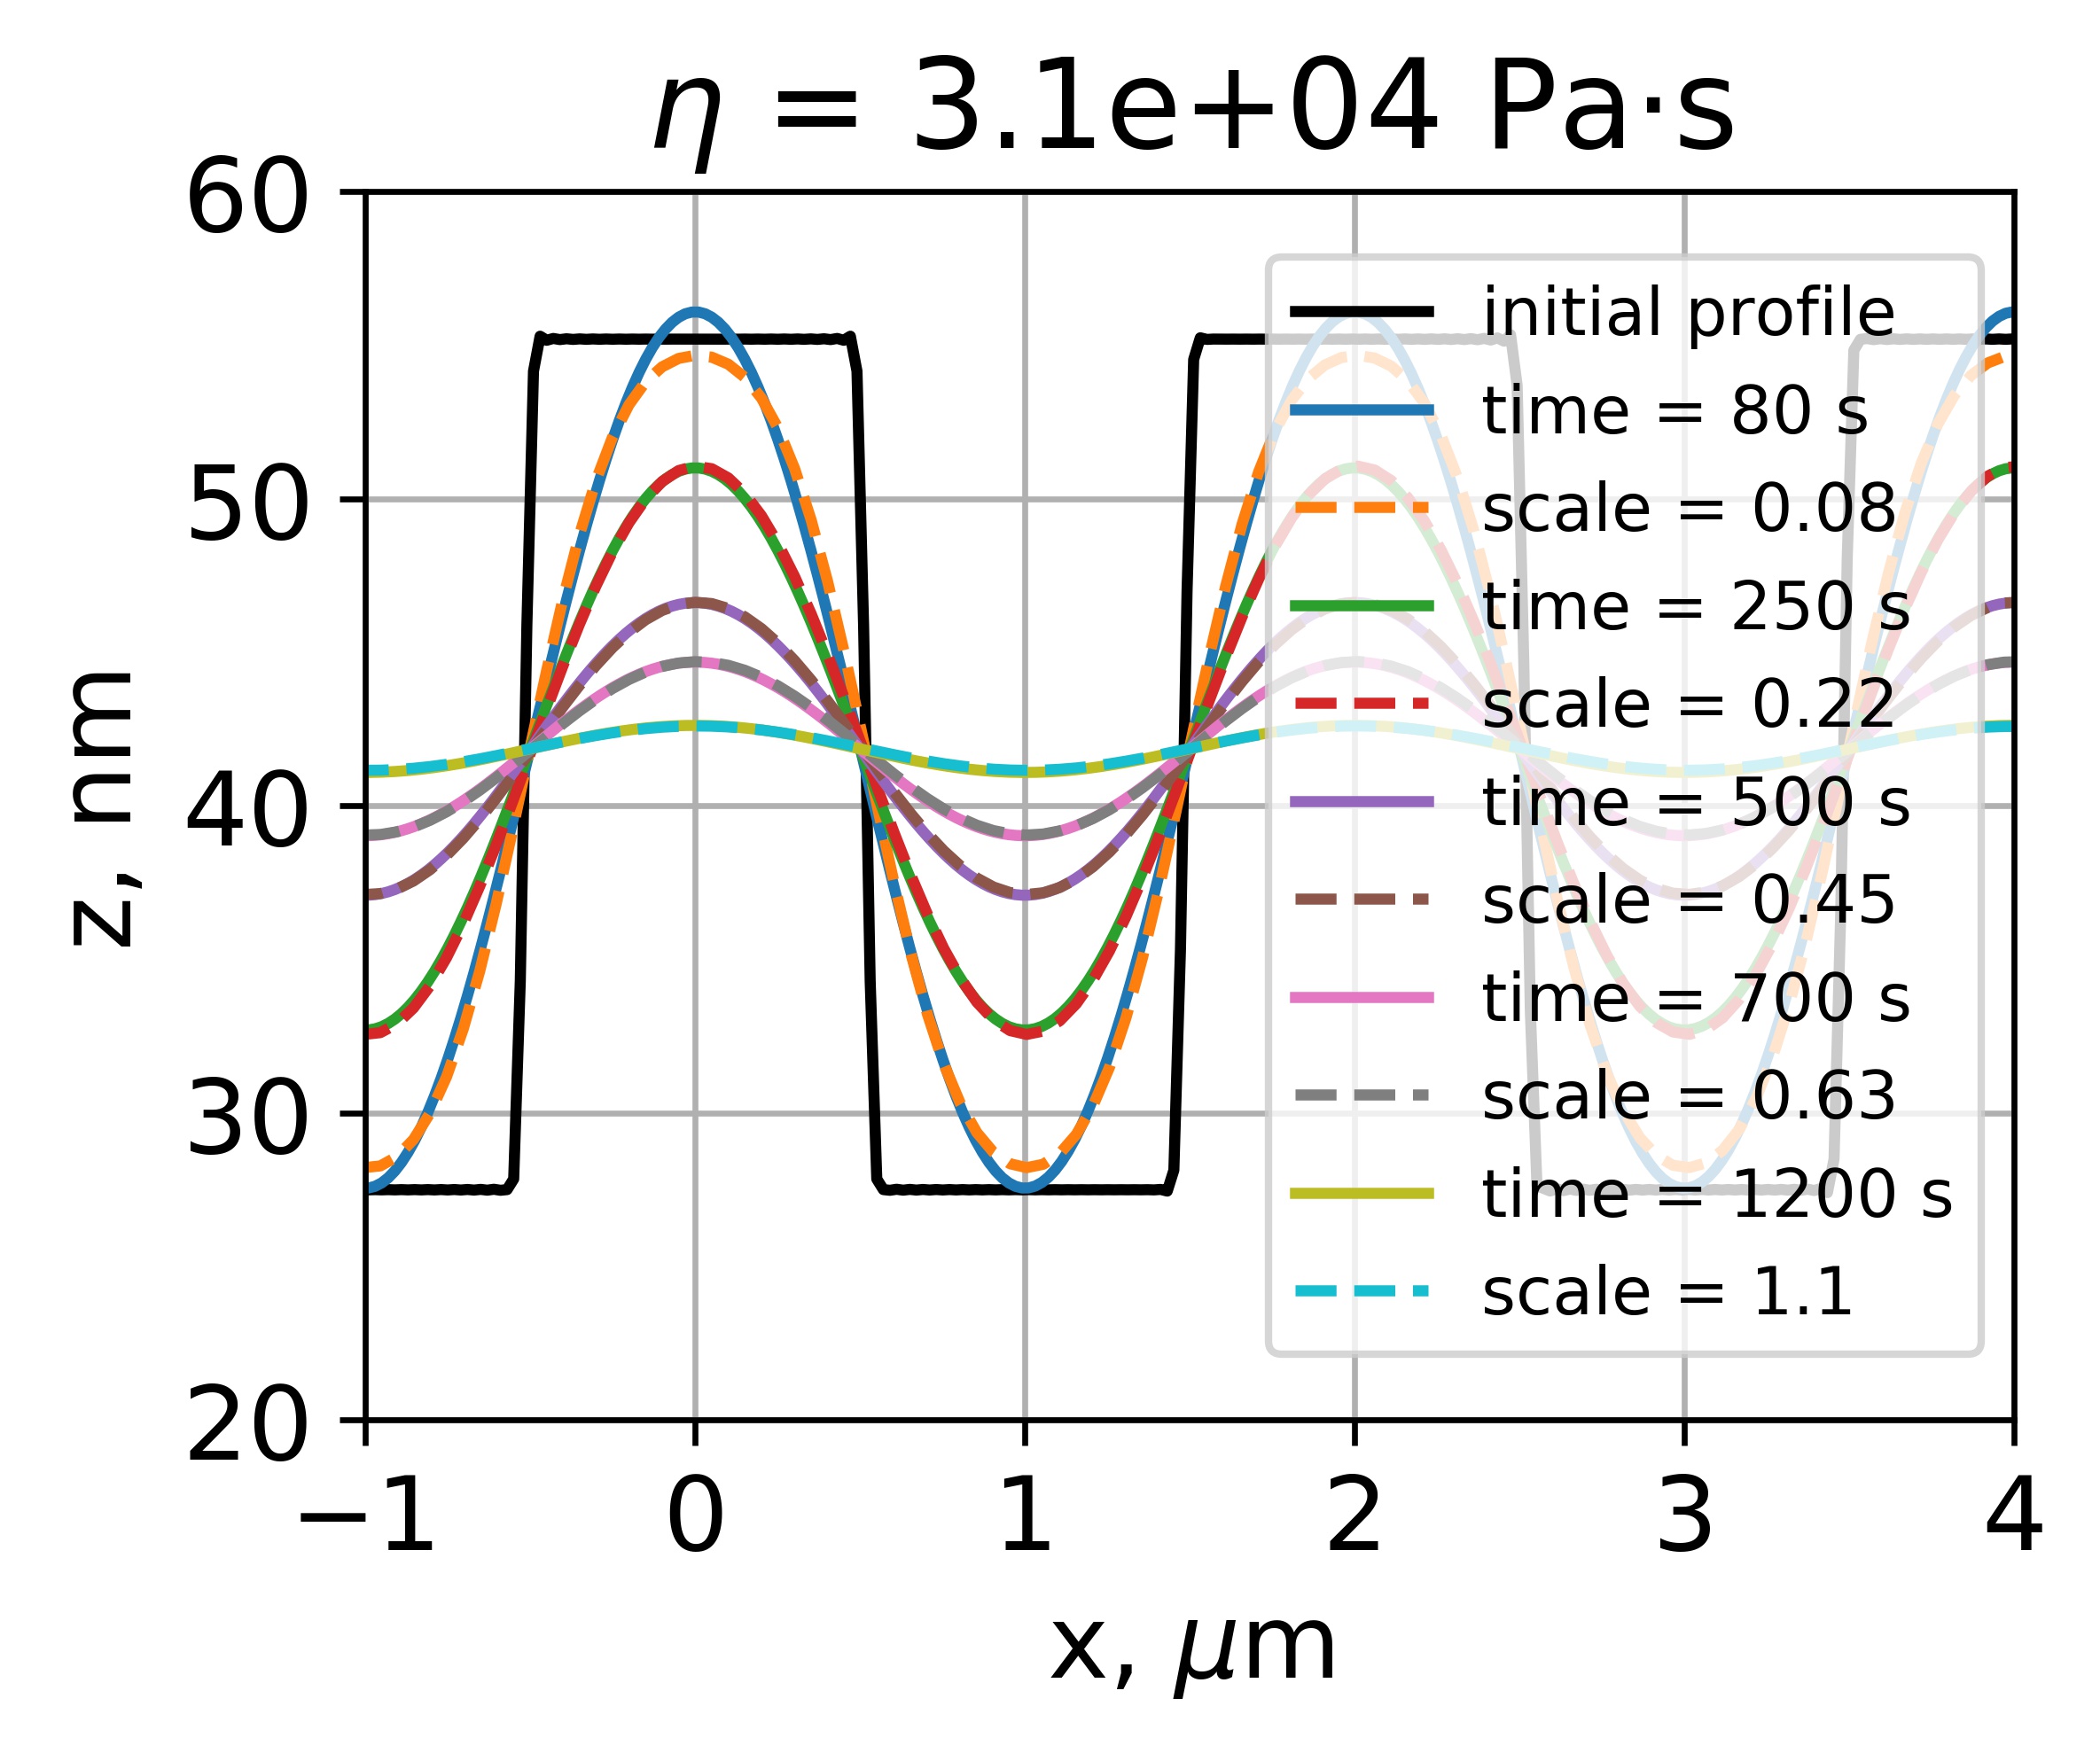 η = 3.1e+04 Pa·s
60
50
40
30
20
z, nm
initial profile
time = 80 s
scale = 0.08
time = 250 s
scale = 0.22
time = 500 s
scale = 0.45
time = 700 s
scale = 0.63
time = 1200 s
scale = 1.1
−1 0 1 2 3 4
x, μm